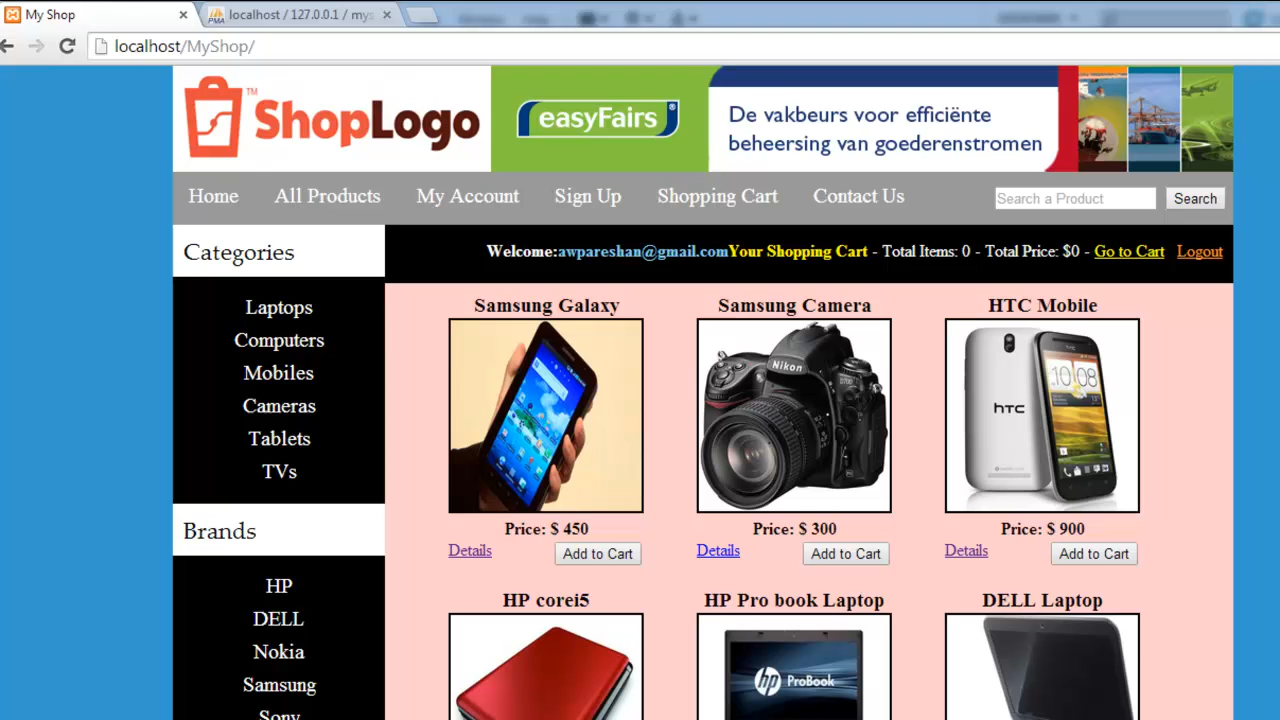 My Shop
localhost / 127.0.0.1 / mys
localhost/MyShop/
ShopLogo™
easyFairs®
De vakbeurs voor efficiënte
beheersing van goederenstromen
Home All Products My Account Sign Up Shopping Cart Contact Us Search a Product Search
Categories
Welcome:awpareshan@gmail.comYour Shopping Cart - Total Items: 0 - Total Price: $0 - Go to Cart Logout
Laptops
Computers
Mobiles
Cameras
Tablets
TVs
Brands
HP
DELL
Nokia
Samsung
Sony
Samsung Galaxy
Price: $ 450
Details Add to Cart
Samsung Camera
Nikon
D700
Price: $ 300
Details Add to Cart
HTC Mobile
hTC
10:08
Price: $ 900
Details Add to Cart
HP corei5
HP Pro book Laptop
hp ProBook
DELL Laptop